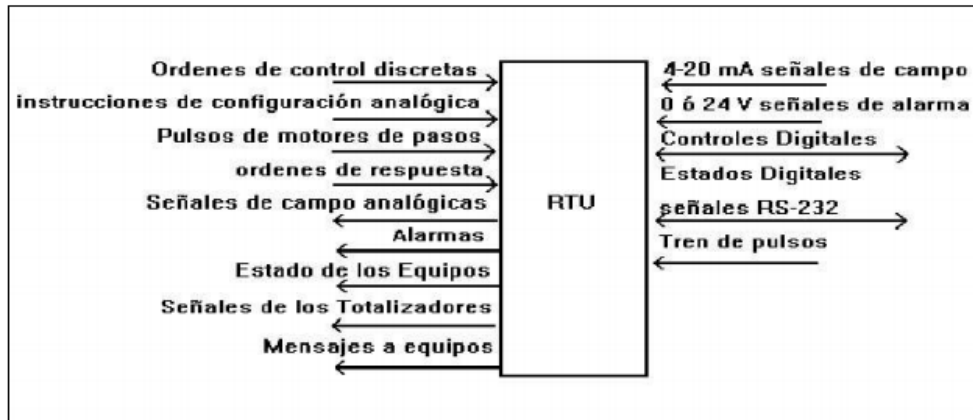 Ordenes de control discretas
instrucciones de configuración analógica
Pulsos de motores de pasos
ordenes de respuesta
Señales de campo analógicas
Alarmas
Estado de los Equipos
Señales de los Totalizadores
Mensajes a equipos
RTU
4-20 mA señales de campo
0 ó 24 V señales de alarma
Controles Digitales
Estados Digitales
señales RS-232
Tren de pulsos